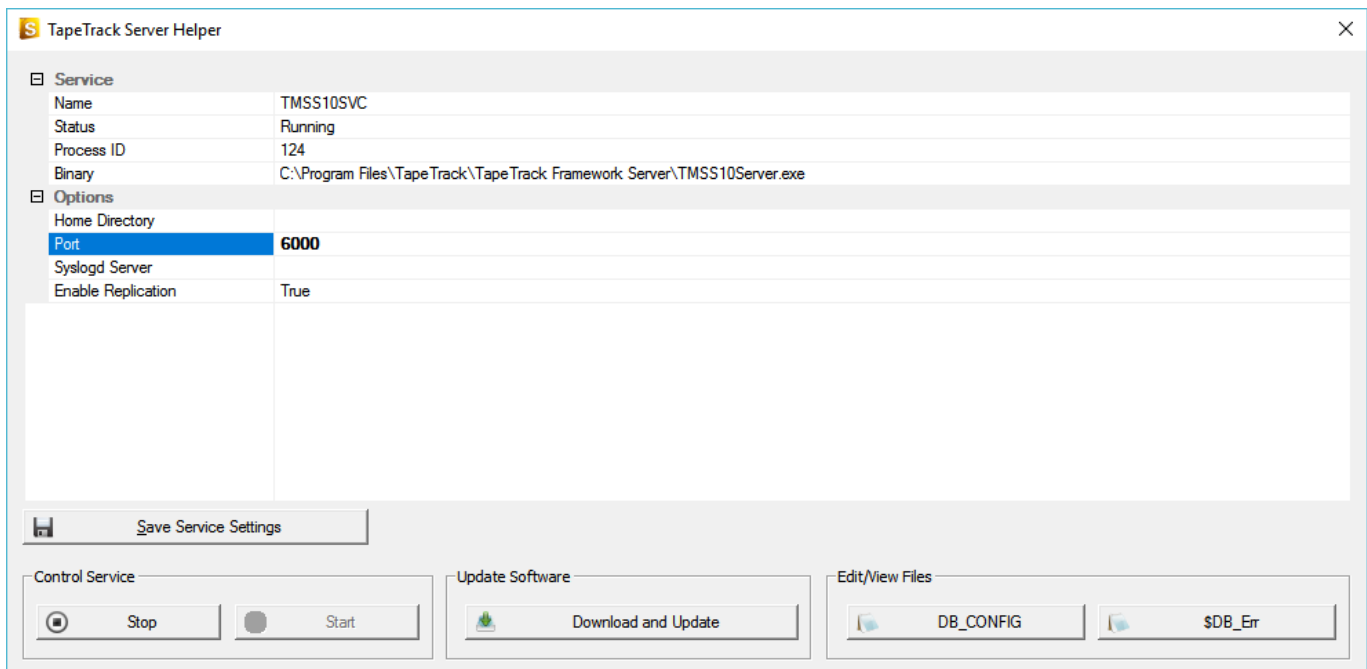 TapeTrack Server Helper
Service
Name TMSS10SVC
Status Running
Process ID 124
Binary C:\Program Files\TapeTrack\TapeTrack Framework Server\TMSS10Server.exe
Options
Home Directory
Port 6000
Syslogd Server
Enable Replication True
Save Service Settings
Control Service Update Software Edit/View Files
Stop Start Download and Update DB_CONFIG $DB_Err